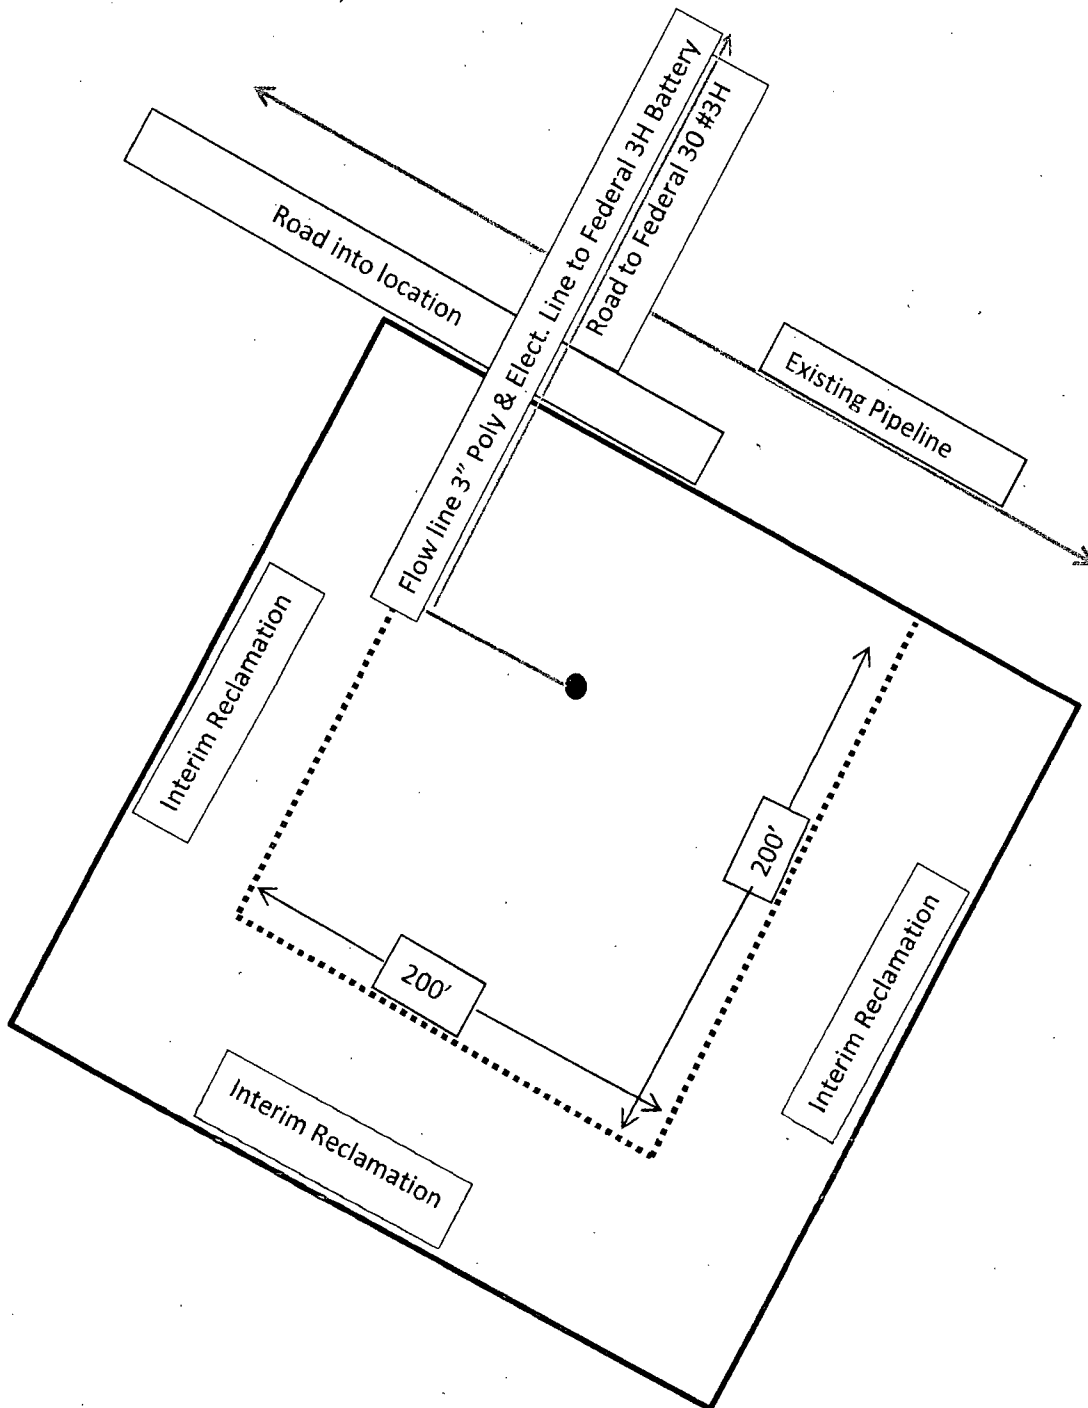 Flow line 3” Poly & Elect. Line to Federal 3H Battery
Road to Federal 30 #3H
Road into location
Existing Pipeline
Interim Reclamation
200’
200’
Interim Reclamation
Interim Reclamation